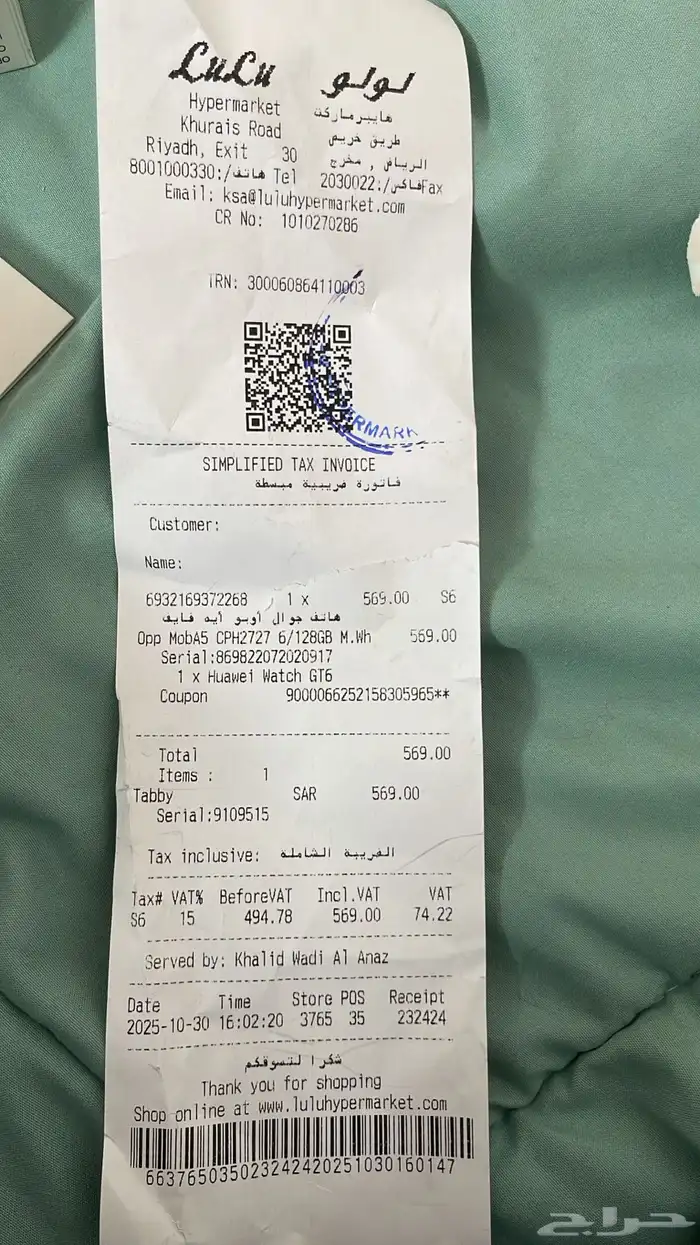 LuLu لولو
Hypermarket هايبرماركت
Khurais Road طريق خريص
Riyadh, Exit 30 الرياض , مخرج
8001000330:/هاتف Tel 2030022:/فاكس Fax
Email: ksa@luluhypermarket.com
CR No: 1010270286
TRN: 300060864110003
PERMARK
SIMPLIFIED TAX INVOICE
فاتورة ضريبية مبسطة
Customer:
Name:
6932169372268 1 x 569.00 S6
هاتف جوال أوبو أيه فايف
Opp MobA5 CPH2727 6/128GB M.Wh 569.00
Serial:869822072020917
1 x Huawei Watch GT6
Coupon 9000066252158305965**
Total 569.00
Items : 1
Tabby SAR 569.00
Serial:9109515
Tax inclusive: الضريبة الشاملة
Tax# VAT% BeforeVAT Incl.VAT VAT
S6 15 494.78 569.00 74.22
Served by: Khalid Wadi Al Anaz
Date Time Store POS Receipt
2025-10-30 16:02:20 3765 35 232424
شكرا لتسوقكم
Thank you for shopping
Shop online at www.luluhypermarket.com
663765035023242420251030160147
حراج